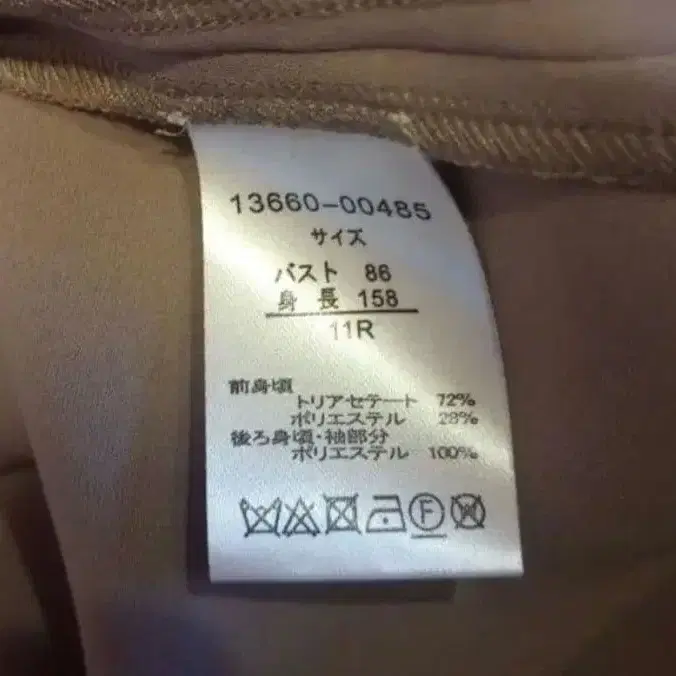 13660-00485
サイズ
バスト 86
身 長 158
11R
前身頃
トリアセテート 72%
ポリエステル 28%
後ろ身頃・袖部分
ポリエステル 100%
F W